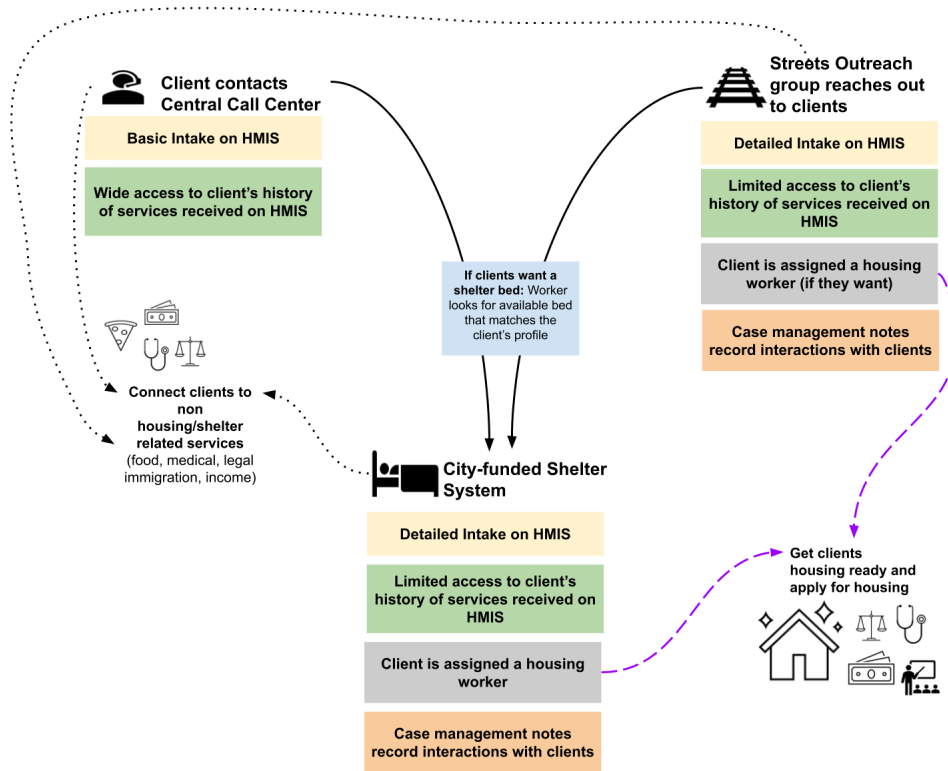 Client contacts
Central Call Center
Basic Intake on HMIS
Wide access to client's history
of services received on HMIS
Streets Outreach
group reaches out
to clients
Detailed Intake on HMIS
Limited access to client's
history of services received on
HMIS
Client is assigned a housing
worker (if they want)
Case management notes
record interactions with clients
If clients want a
shelter bed: Worker
looks for available bed
that matches the
client's profile
Connect clients to
non
housing/shelter
related services
(food, medical, legal
immigration, income)
City-funded Shelter
System
Detailed Intake on HMIS
Limited access to client's
history of services received on
HMIS
Client is assigned a housing
worker
Case management notes
record interactions with clients
Get clients
housing ready and
apply for housing